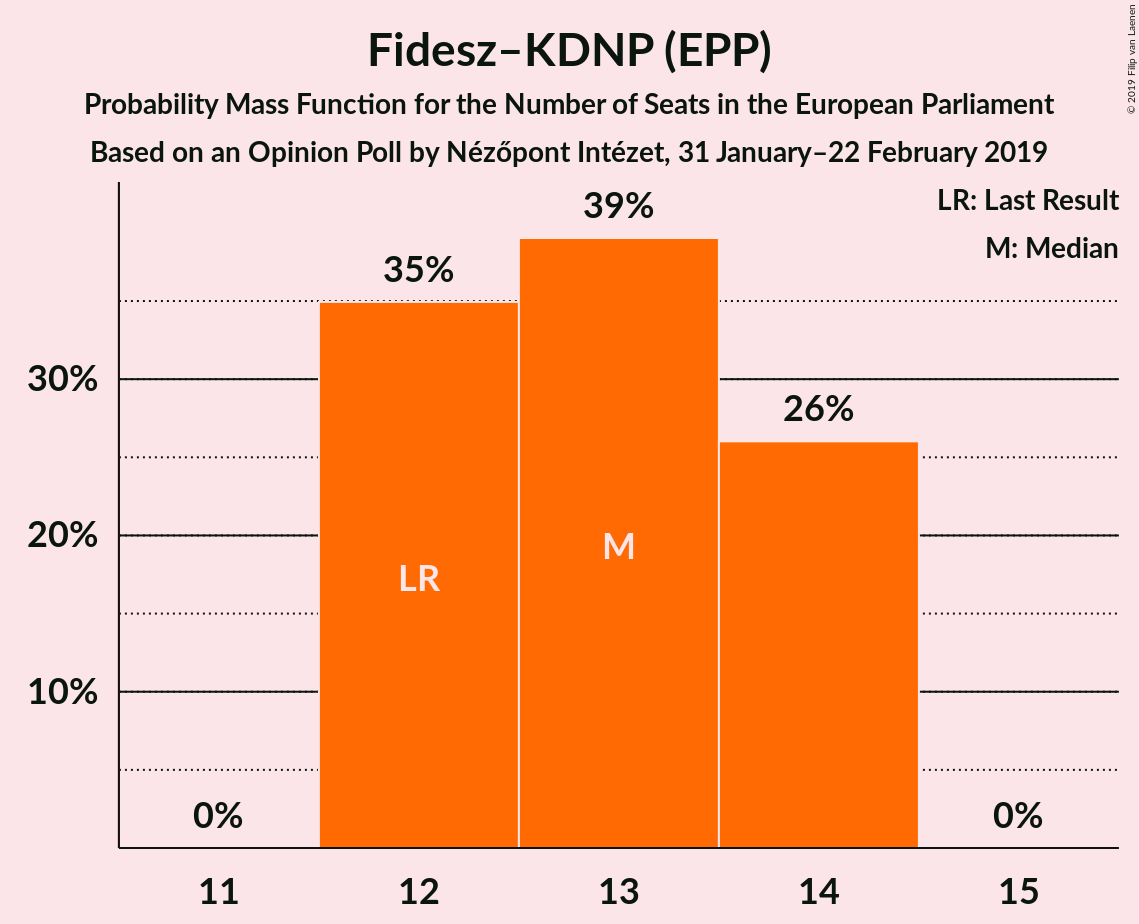 Fidesz–KDNP (EPP)
Probability Mass Function for the Number of Seats in the European Parliament
Based on an Opinion Poll by Nézőpont Intézet, 31 January–22 February 2019
© 2019 Filip van Laenen
LR: Last Result
M: Median
39%
35%
30%
26%
20%
M
LR
10%
0%
0%
11
12
13
14
15